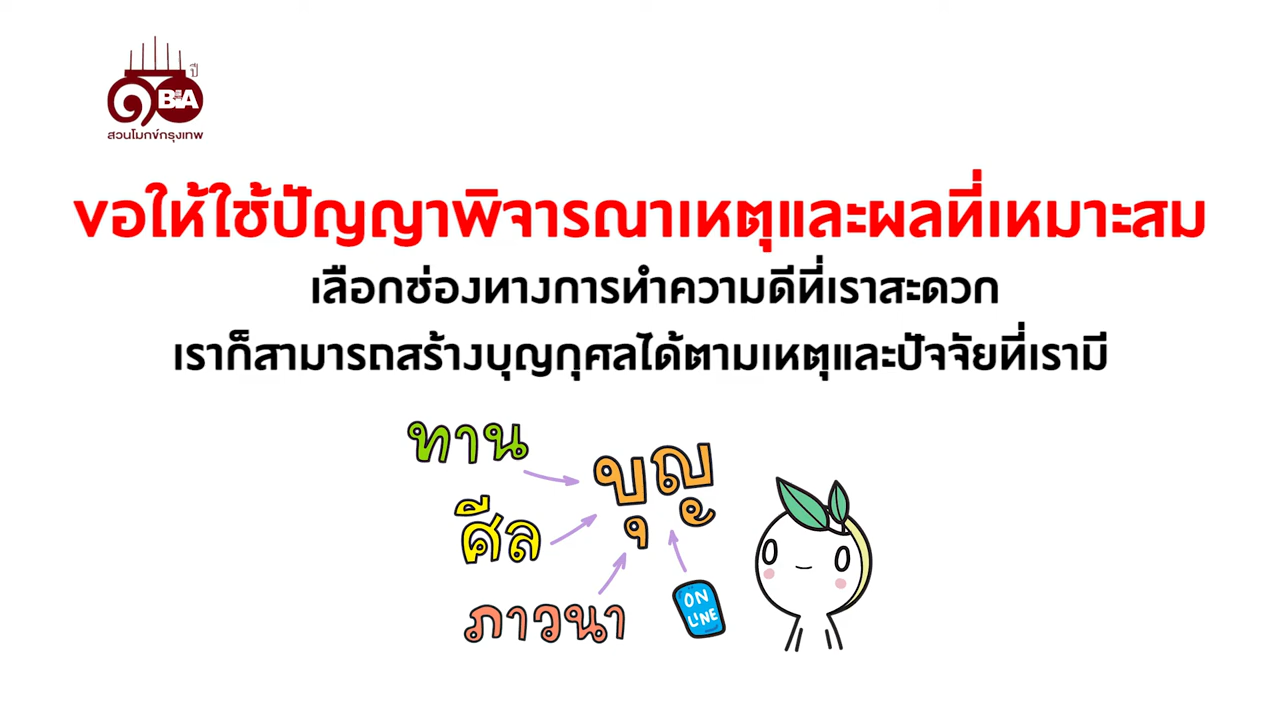 ๑๐ ปี
BIA
สวนโมกข์กรุงเทพ
ขอให้ใช้ปัญญาพิจารณาเหตุและผลที่เหมาะสม
เลือกช่องทางการทำความดีที่เราสะดวก
เราก็สามารถสร้างบุญกุศลได้ตามเหตุและปัจจัยที่เรามี
ทาน
บุญ
ศีล
ภาวนา
ON
LINE